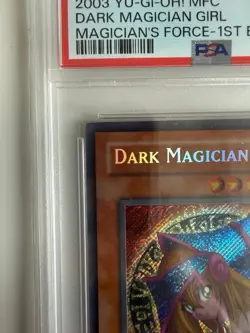 2003 YU-GI-OH! MFC
DARK MAGICIAN GIRL
MAGICIAN'S FORCE-1ST E
PSA
DARK MAGICIAN